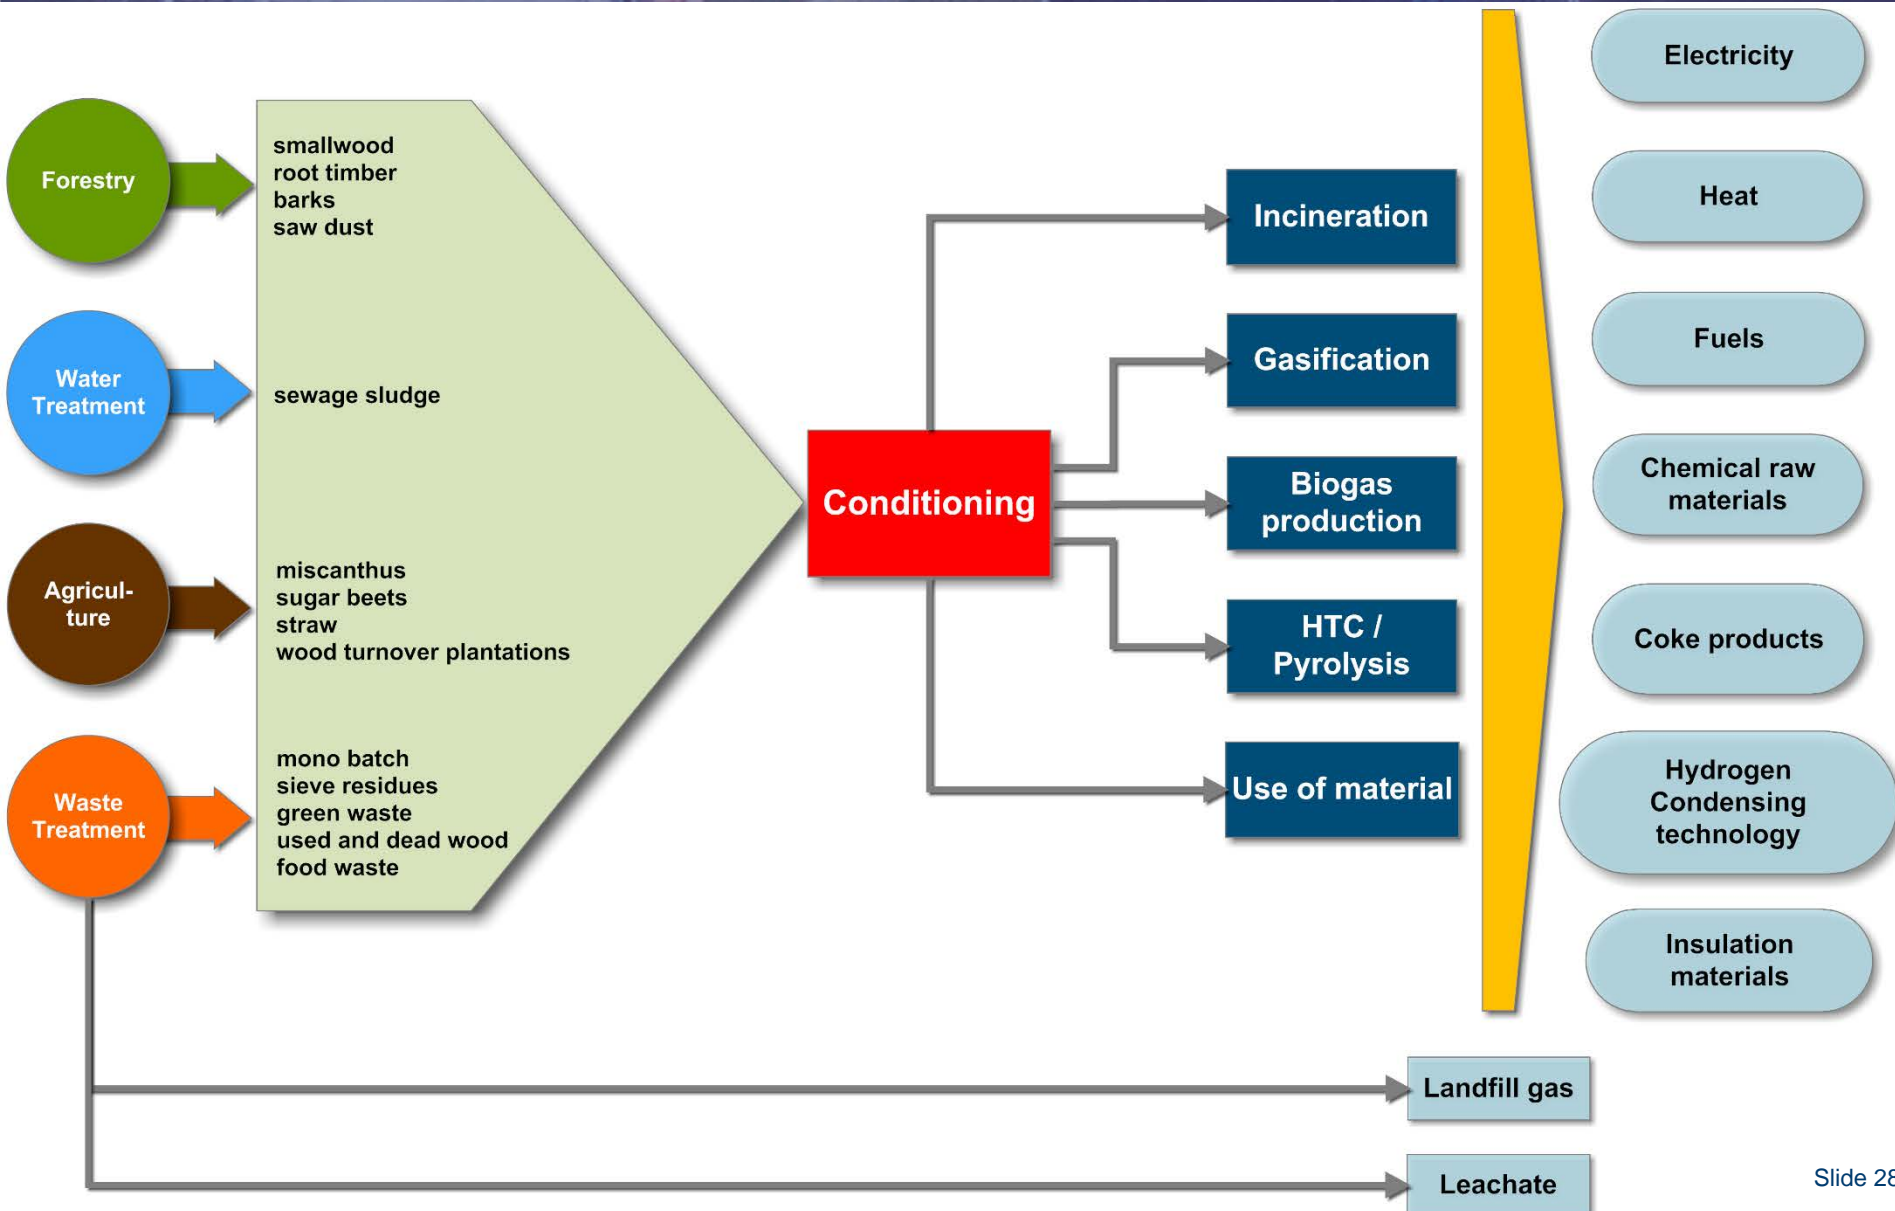 Forestry
smallwood
root timber
barks
saw dust
Water
Treatment
sewage sludge
Agricul-
ture
miscanthus
sugar beets
straw
wood turnover plantations
Waste
Treatment
mono batch
sieve residues
green waste
used and dead wood
food waste
Conditioning
Incineration
Gasification
Biogas
production
HTC /
Pyrolysis
Use of material
Electricity
Heat
Fuels
Chemical raw
materials
Coke products
Hydrogen
Condensing
technology
Insulation
materials
Landfill gas
Leachate
Slide 28